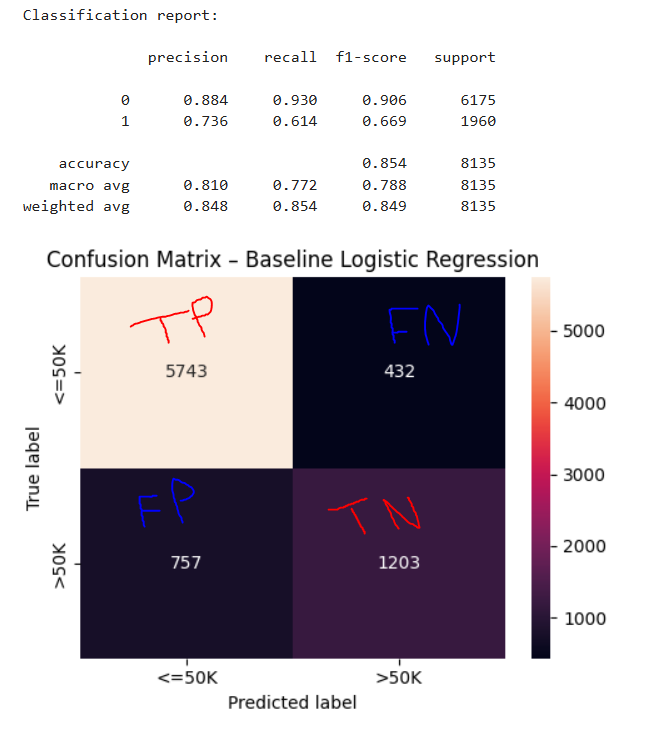 Classification report:
precision recall f1-score support
0 0.884 0.930 0.906 6175
1 0.736 0.614 0.669 1960
accuracy 0.854 8135
macro avg 0.810 0.772 0.788 8135
weighted avg 0.848 0.854 0.849 8135
Confusion Matrix – Baseline Logistic Regression
TP FN
<=50K 5743 432
FP TN
>50K 757 1203
True label
<=50K >50K
Predicted label
5000
4000
3000
2000
1000